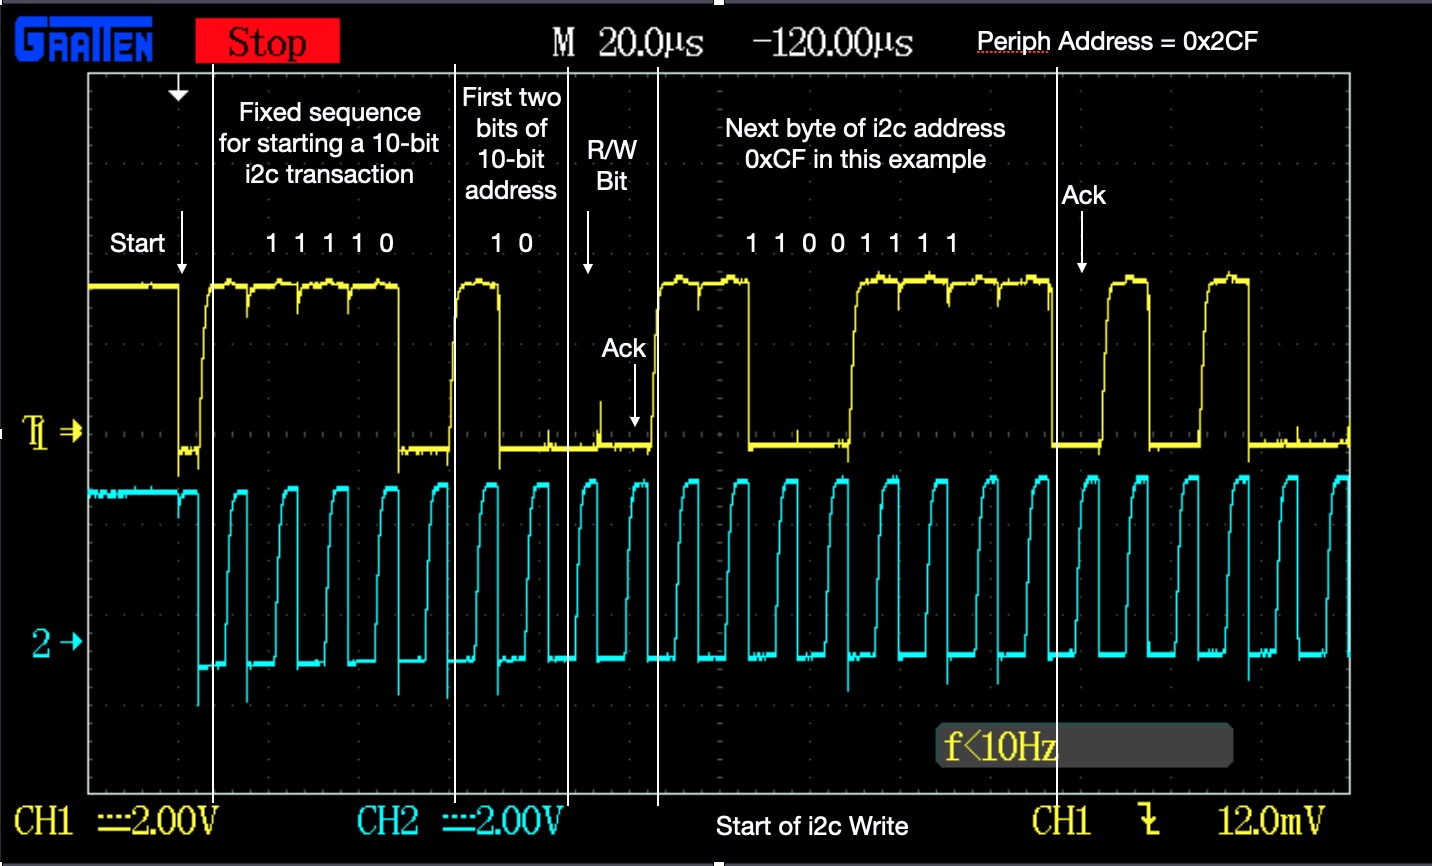 GRATTEN
Stop
M 20.0µs
-120.00µs
Periph Address = 0x2CF
Fixed sequence
for starting a 10-bit
i2c transaction
First two
bits of
10-bit
address
R/W
Bit
Next byte of i2c address
0xCF in this example
Ack
Start
1 1 1 1 0
1 0
1 1 0 0 1 1 1 1
Ack
T
1
2
f<10Hz
CH1 2.00V
CH2 2.00V
Start of i2c Write
CH1
12.0mV